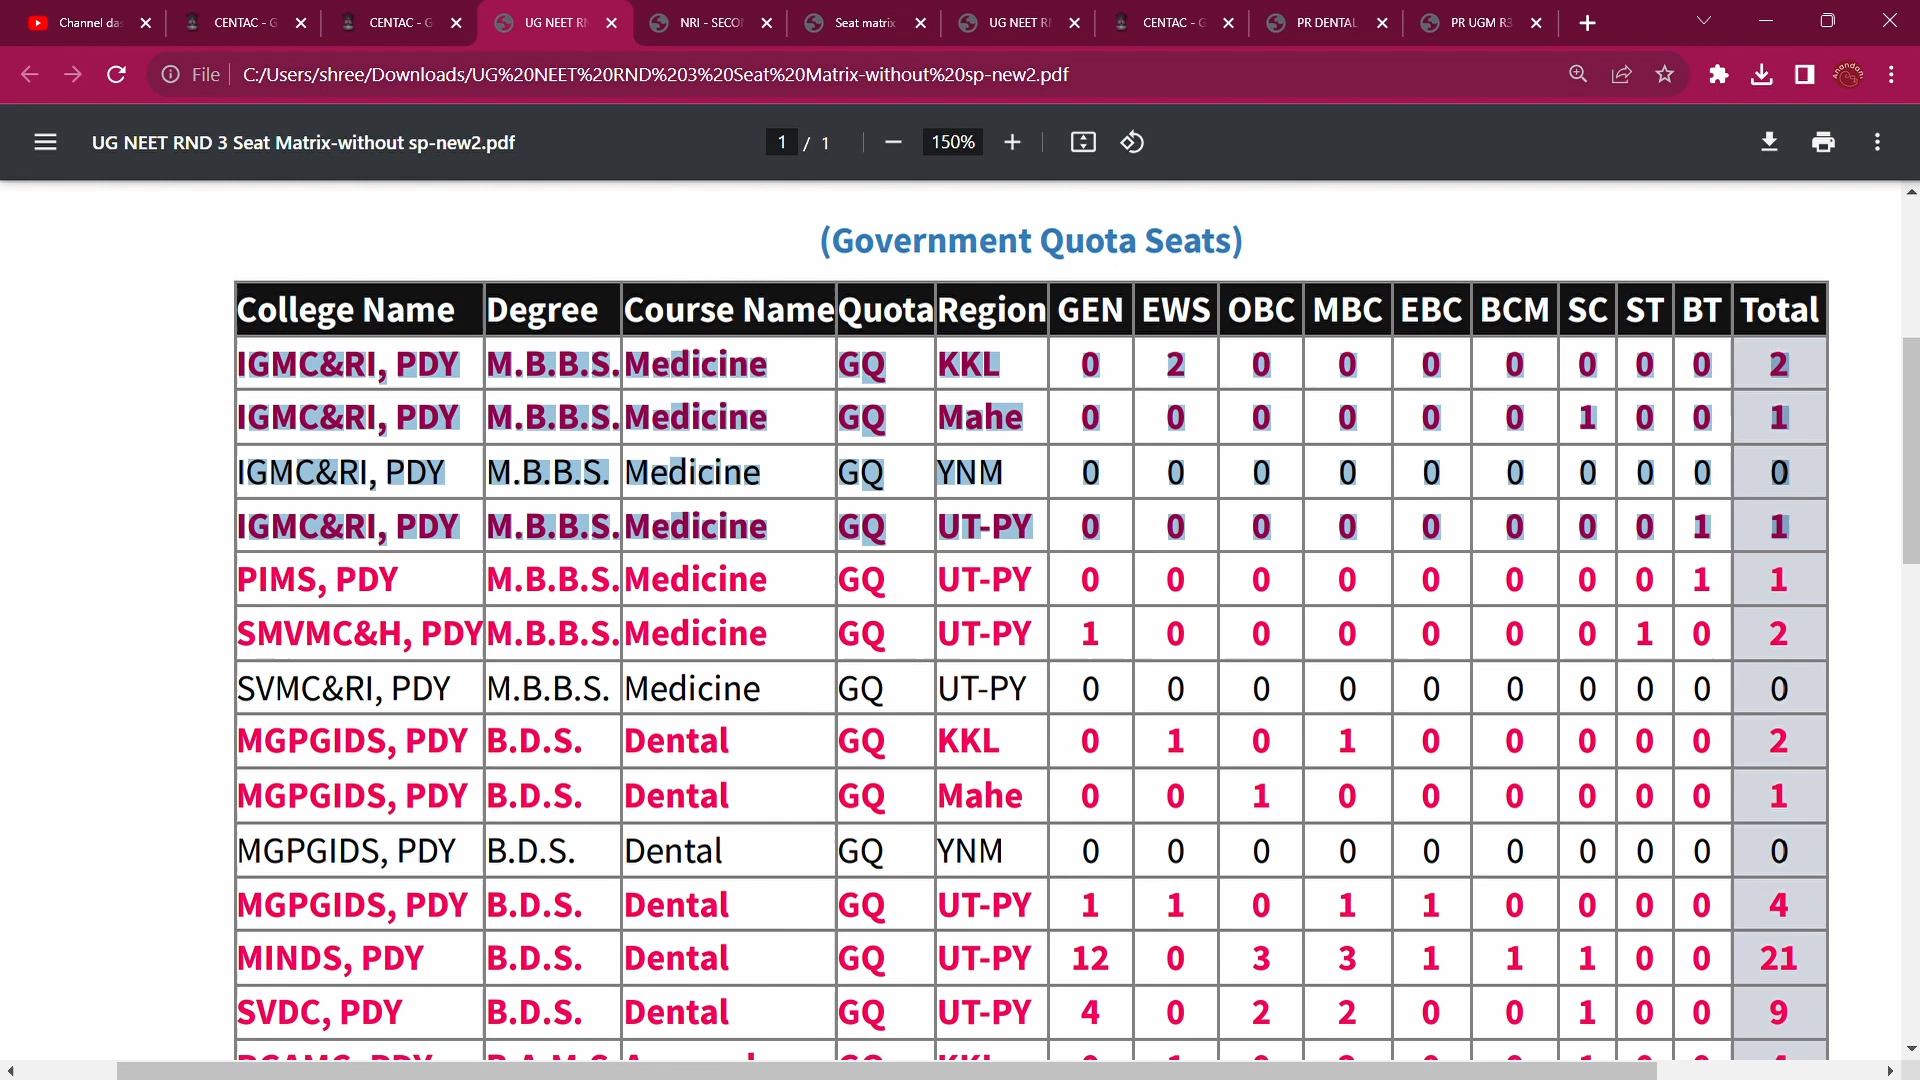 Channel da
CENTAC - G
CENTAC - G
UG NEET RN
NRI - SECO
Seat matrix
UG NEET R
CENTAC - G
PR DENTAL
PR UGM R3
File
C:/Users/shree/Downloads/UG%20NEET%20RND%203%20Seat%20Matrix-without%20sp-new2.pdf
UG NEET RND 3 Seat Matrix-without sp-new2.pdf
1 / 1
150%
(Government Quota Seats)
College Name Degree Course Name Quota Region GEN EWS OBC MBC EBC BCM SC ST BT Total
IGMC&RI, PDY M.B.B.S. Medicine GQ KKL 0 2 0 0 0 0 0 0 0 2
IGMC&RI, PDY M.B.B.S. Medicine GQ Mahe 0 0 0 0 0 0 1 0 0 1
IGMC&RI, PDY M.B.B.S. Medicine GQ YNM 0 0 0 0 0 0 0 0 0 0
IGMC&RI, PDY M.B.B.S. Medicine GQ UT-PY 0 0 0 0 0 0 0 0 1 1
PIMS, PDY M.B.B.S. Medicine GQ UT-PY 0 0 0 0 0 0 0 0 1 1
SMVMC&H, PDY M.B.B.S. Medicine GQ UT-PY 1 0 0 0 0 0 0 1 0 2
SVMC&RI, PDY M.B.B.S. Medicine GQ UT-PY 0 0 0 0 0 0 0 0 0 0
MGPGIDS, PDY B.D.S. Dental GQ KKL 0 1 0 1 0 0 0 0 0 2
MGPGIDS, PDY B.D.S. Dental GQ Mahe 0 0 1 0 0 0 0 0 0 1
MGPGIDS, PDY B.D.S. Dental GQ YNM 0 0 0 0 0 0 0 0 0 0
MGPGIDS, PDY B.D.S. Dental GQ UT-PY 1 1 0 1 1 0 0 0 0 4
MINDS, PDY B.D.S. Dental GQ UT-PY 12 0 3 3 1 1 1 0 0 21
SVDC, PDY B.D.S. Dental GQ UT-PY 4 0 2 2 0 0 1 0 0 9